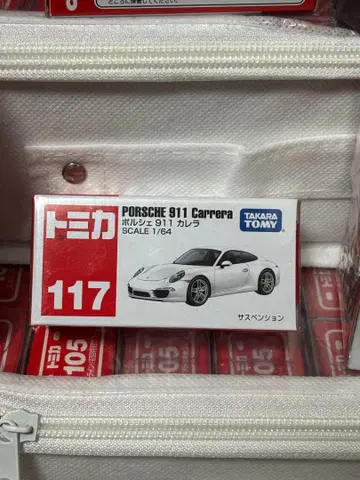 トミカ
117
PORSCHE 911 Carrera
ポルシェ 911 カレラ
SCALE 1/64
TAKARA
TOMY
サスペンション
トミカ
105